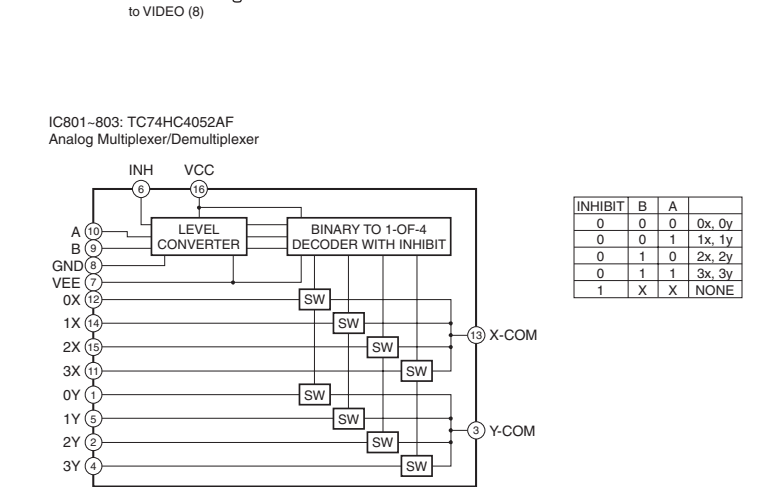 to VIDEO (8)
IC801~803: TC74HC4052AF
Analog Multiplexer/Demultiplexer
INH VCC
6 16
A 10
B 9
GND 8
VEE 7
LEVEL
CONVERTER
BINARY TO 1-OF-4
DECODER WITH INHIBIT
0X 12 SW
1X 14 SW
2X 15 SW
3X 11 SW
13 X-COM
0Y 1 SW
1Y 5 SW
2Y 2 SW
3Y 4 SW
3 Y-COM
INHIBIT B A
0 0 0 0x, 0y
0 0 1 1x, 1y
0 1 0 2x, 2y
0 1 1 3x, 3y
1 X X NONE